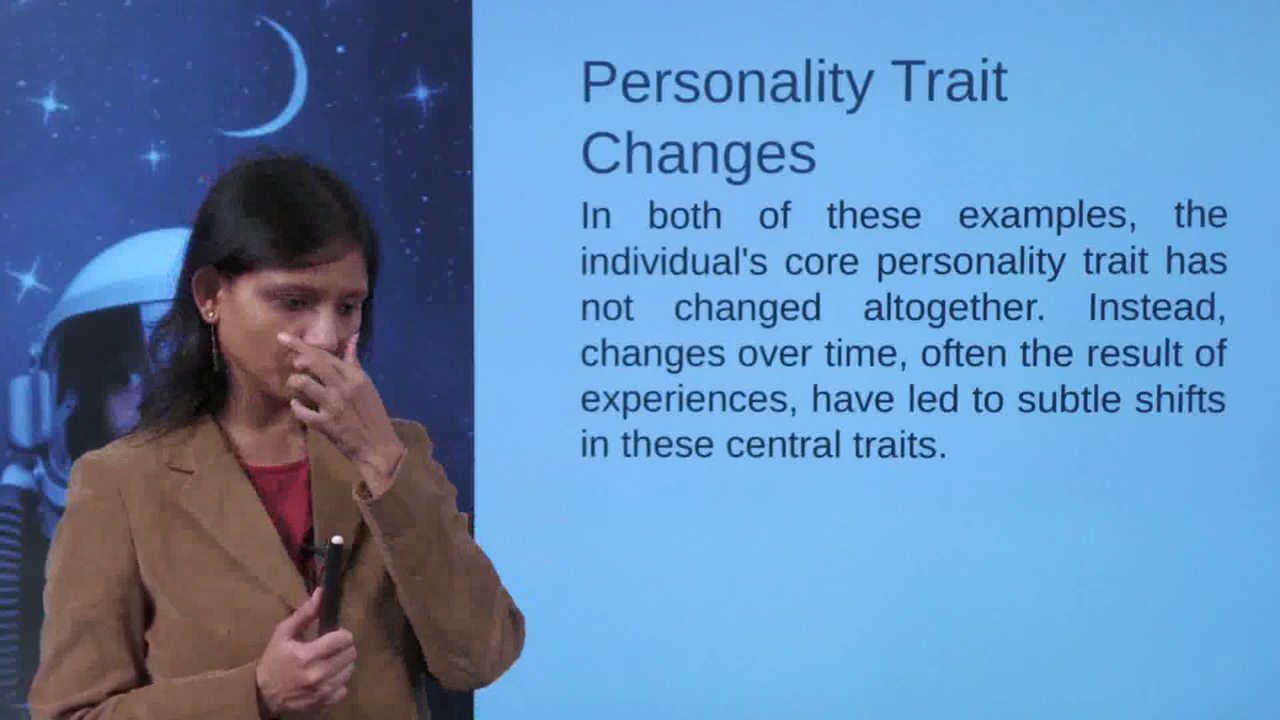 Personality Trait
Changes
In both of these examples, the
individual's core personality trait has
not changed altogether. Instead,
changes over time, often the result of
experiences, have led to subtle shifts
in these central traits.